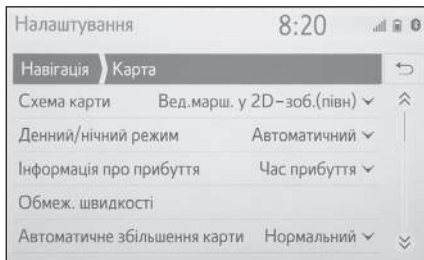 Налаштування 8:20
Навігація Карта
Схема карти Вед.марш. у 2D-зоб.(півн)
Денний/нічний режим Автоматичний
Інформація про прибуття Час прибуття
Обмеж. швидкості
Автоматичне збільшення карти Нормальний